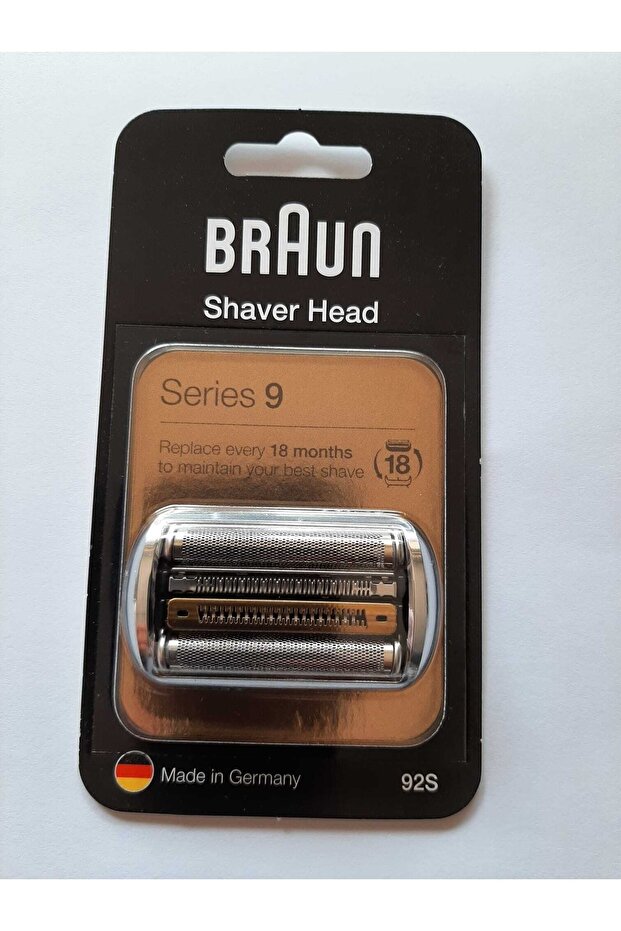 BRAUN
Shaver Head
Series 9
Replace every 18 months
to maintain your best shave
18
Made in Germany
92S